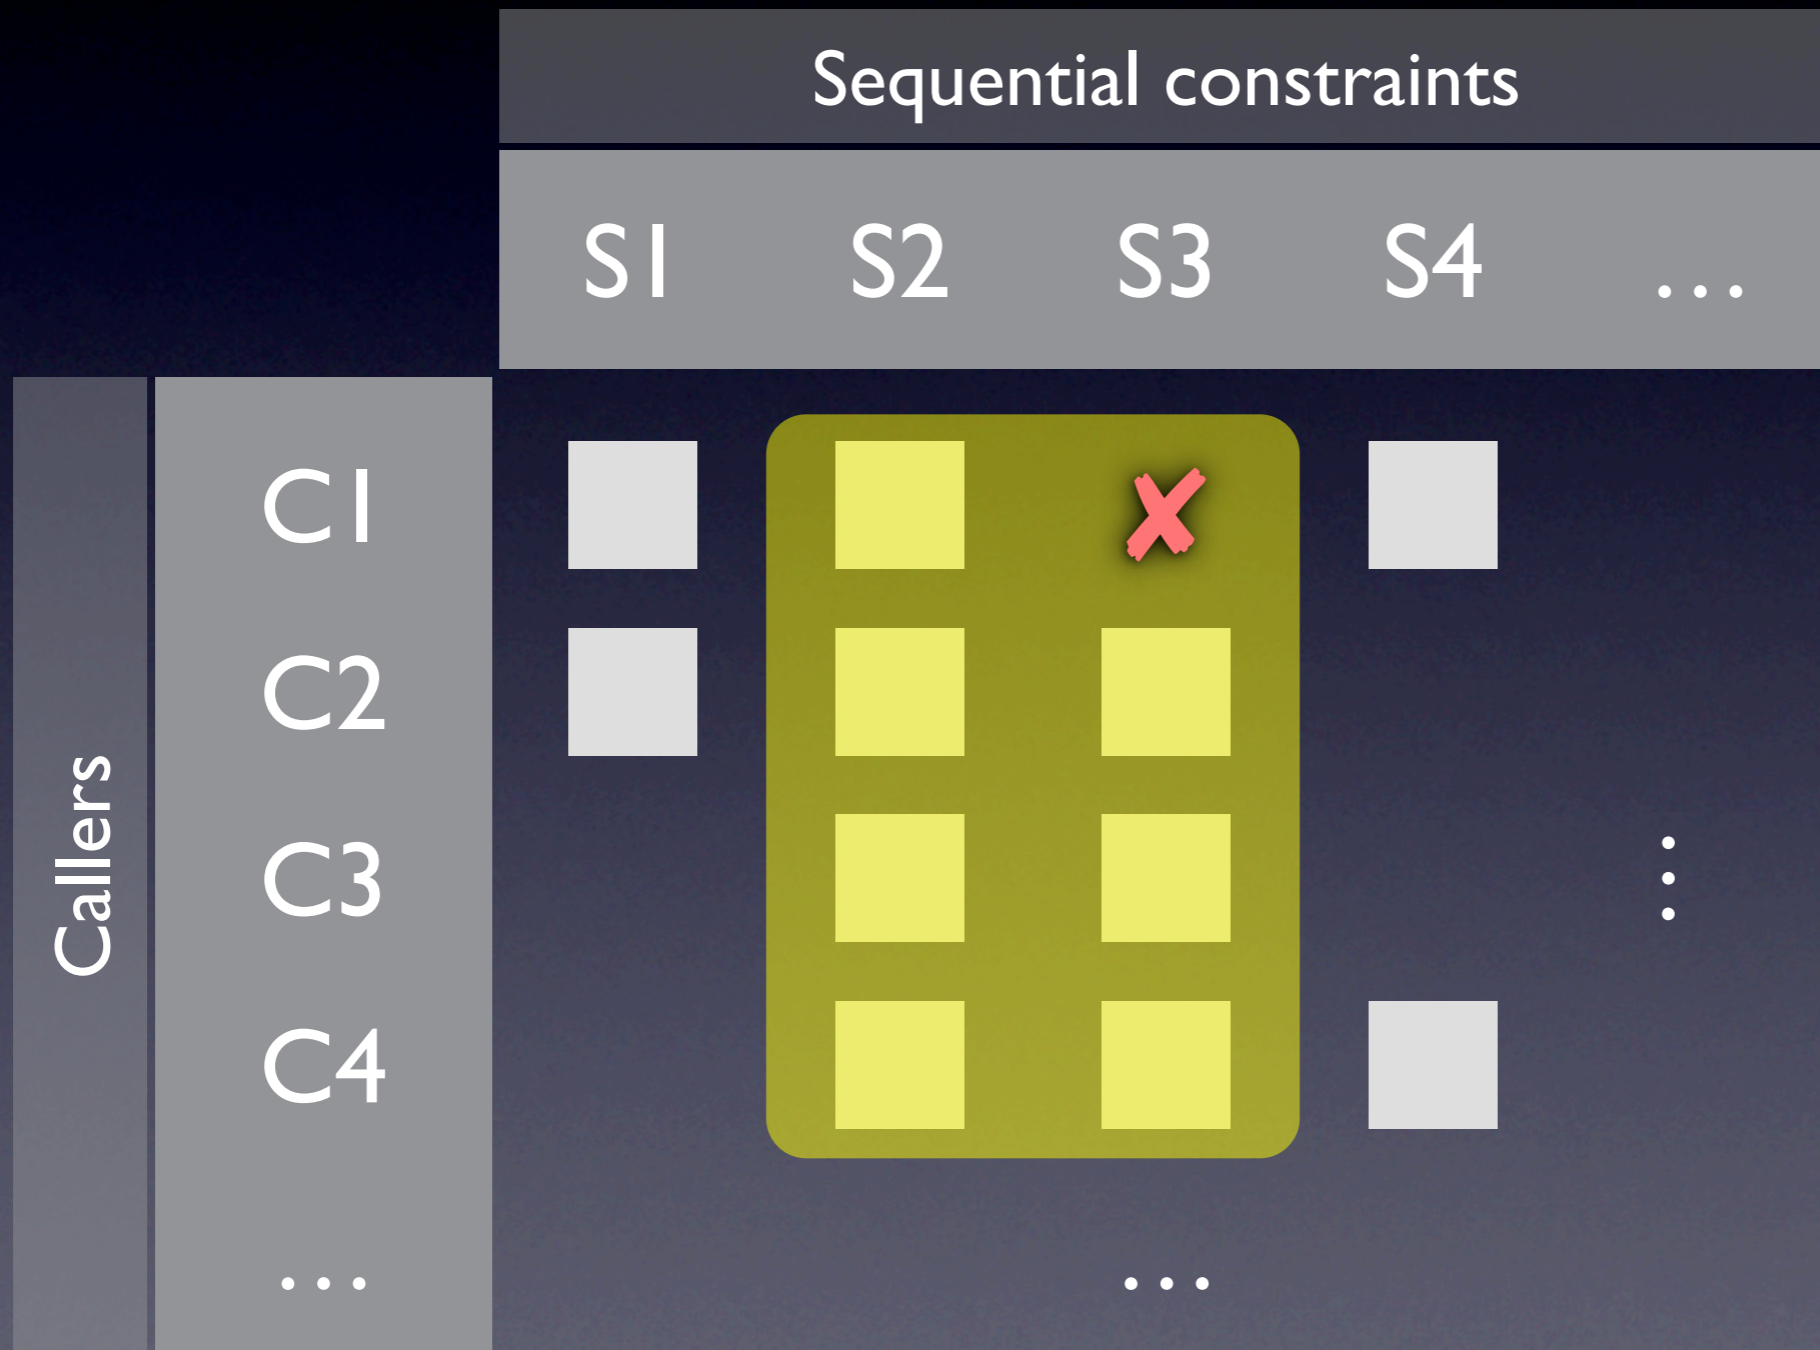 Sequential constraints
S1 S2 S3 S4 ...
Callers
C1
C2
C3
C4
... ...